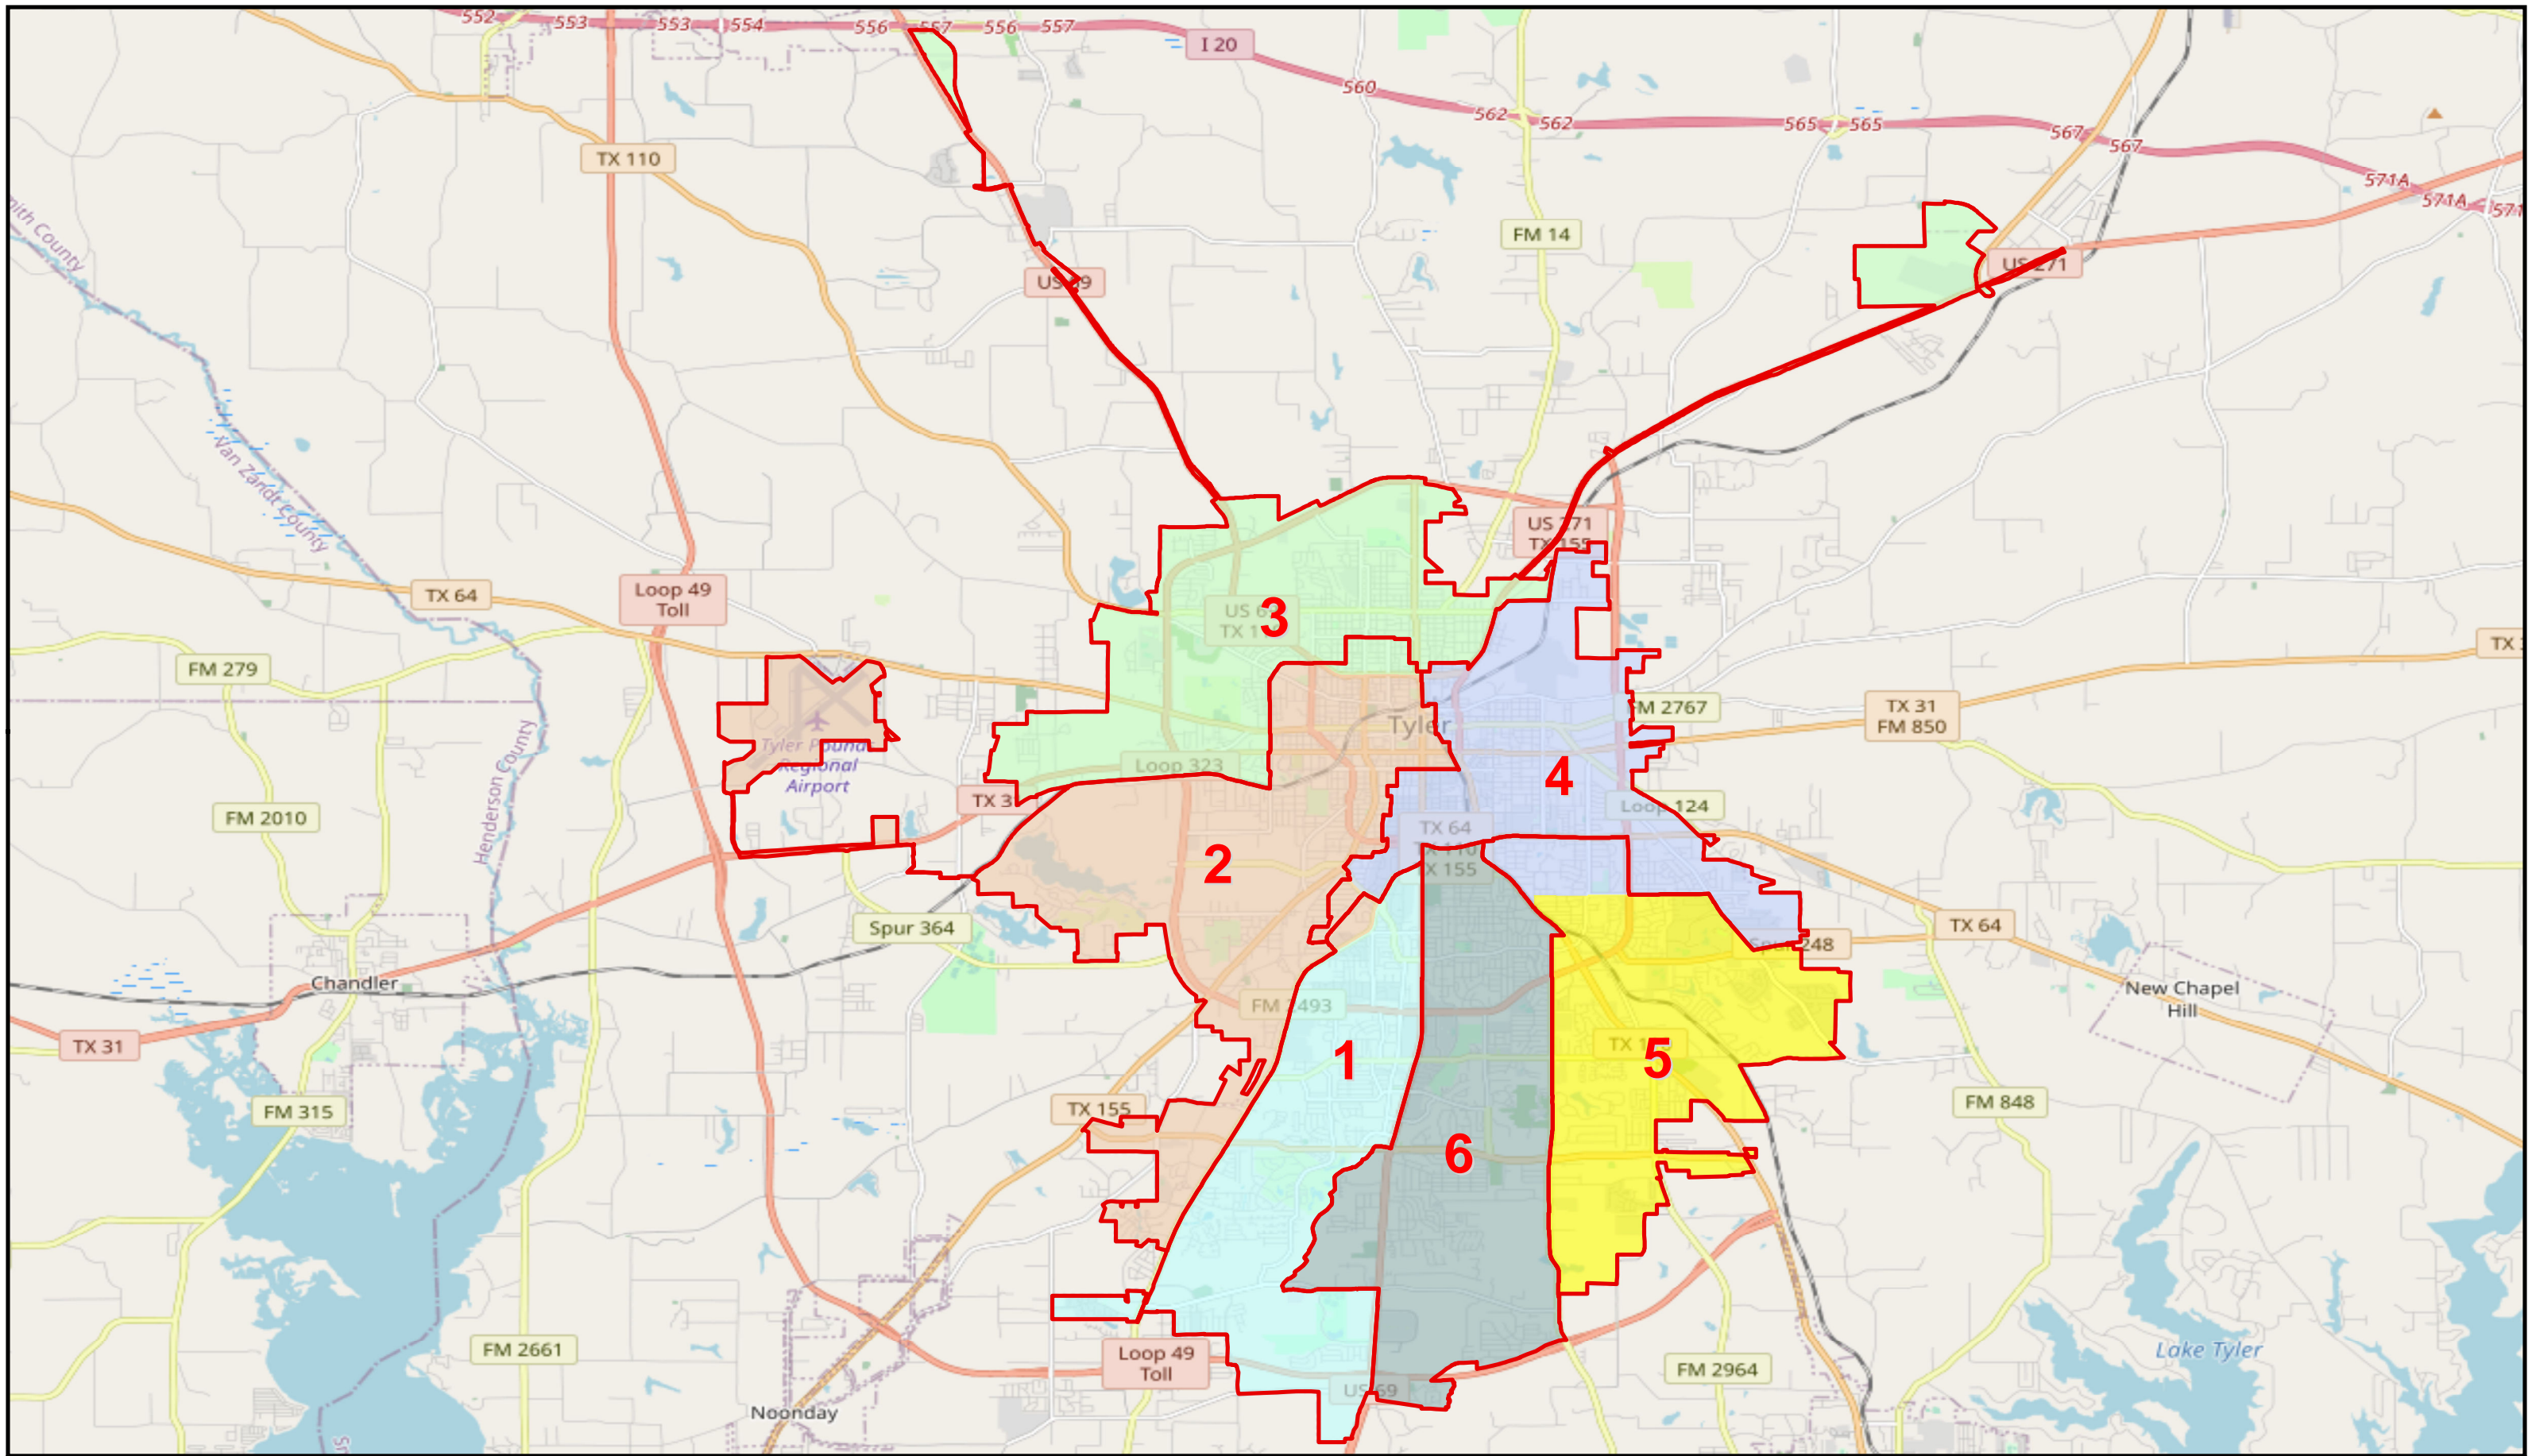 552
553
553
554
556
557
556
557
I 20
560
562
562
565
565
567
567
571A
571A
571
TX 110
FM 14
US 271
US 69
Smith County
Van Zandt County
US 271
TX 155
TX 64
Loop 49
Toll
3
FM 279
TX 31
FM 850
FM 2767
Tyler
Tyler Pounds
Regional
Airport
Loop 323
4
Henderson County
FM 2010
Loop 124
TX 64
TX 110
TX 155
2
Spur 364
TX 64
Spur 248
Chandler
New Chapel
Hill
FM 2493
TX 31
1
5
FM 315
TX 155
FM 848
6
FM 2661
Loop 49
Toll
US 69
FM 2964
Lake Tyler
Noonday